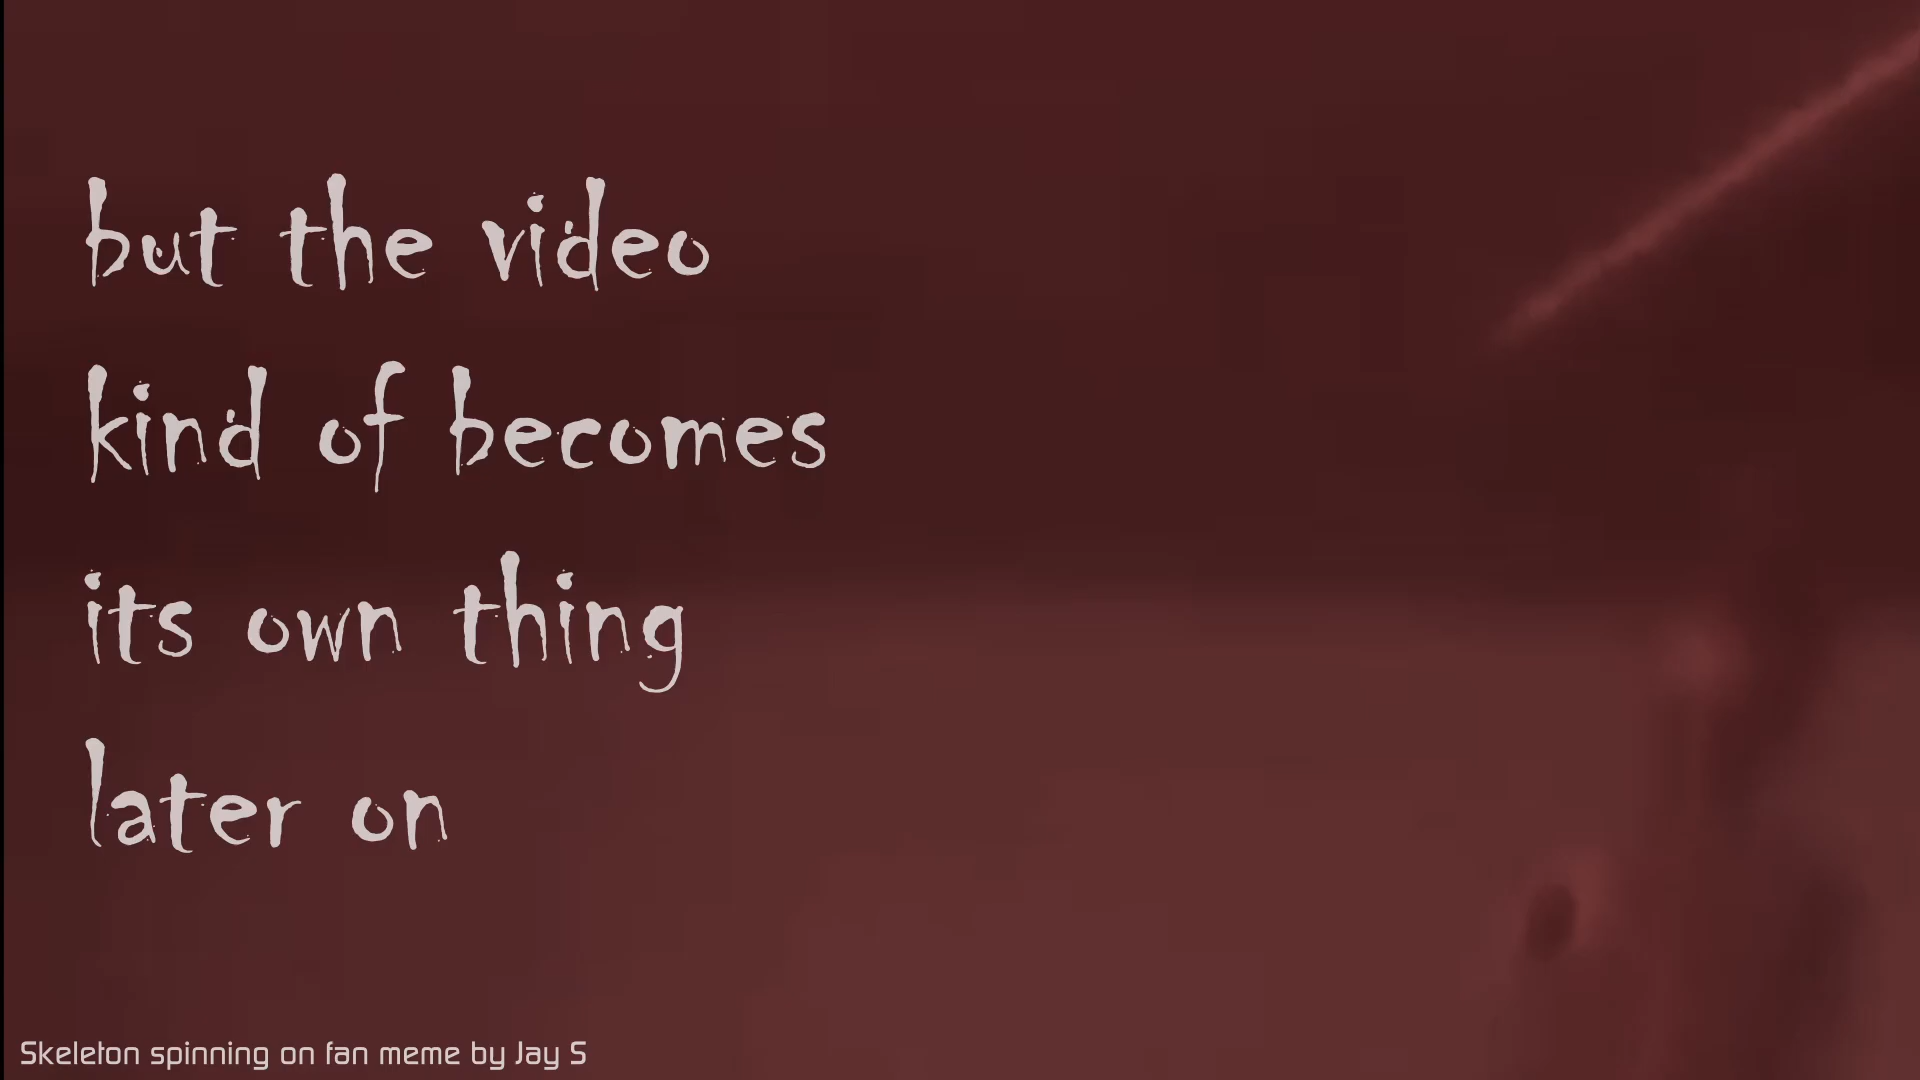 but the video
kind of becomes
its own thing
later on
Skeleton spinning on fan meme by Jay S